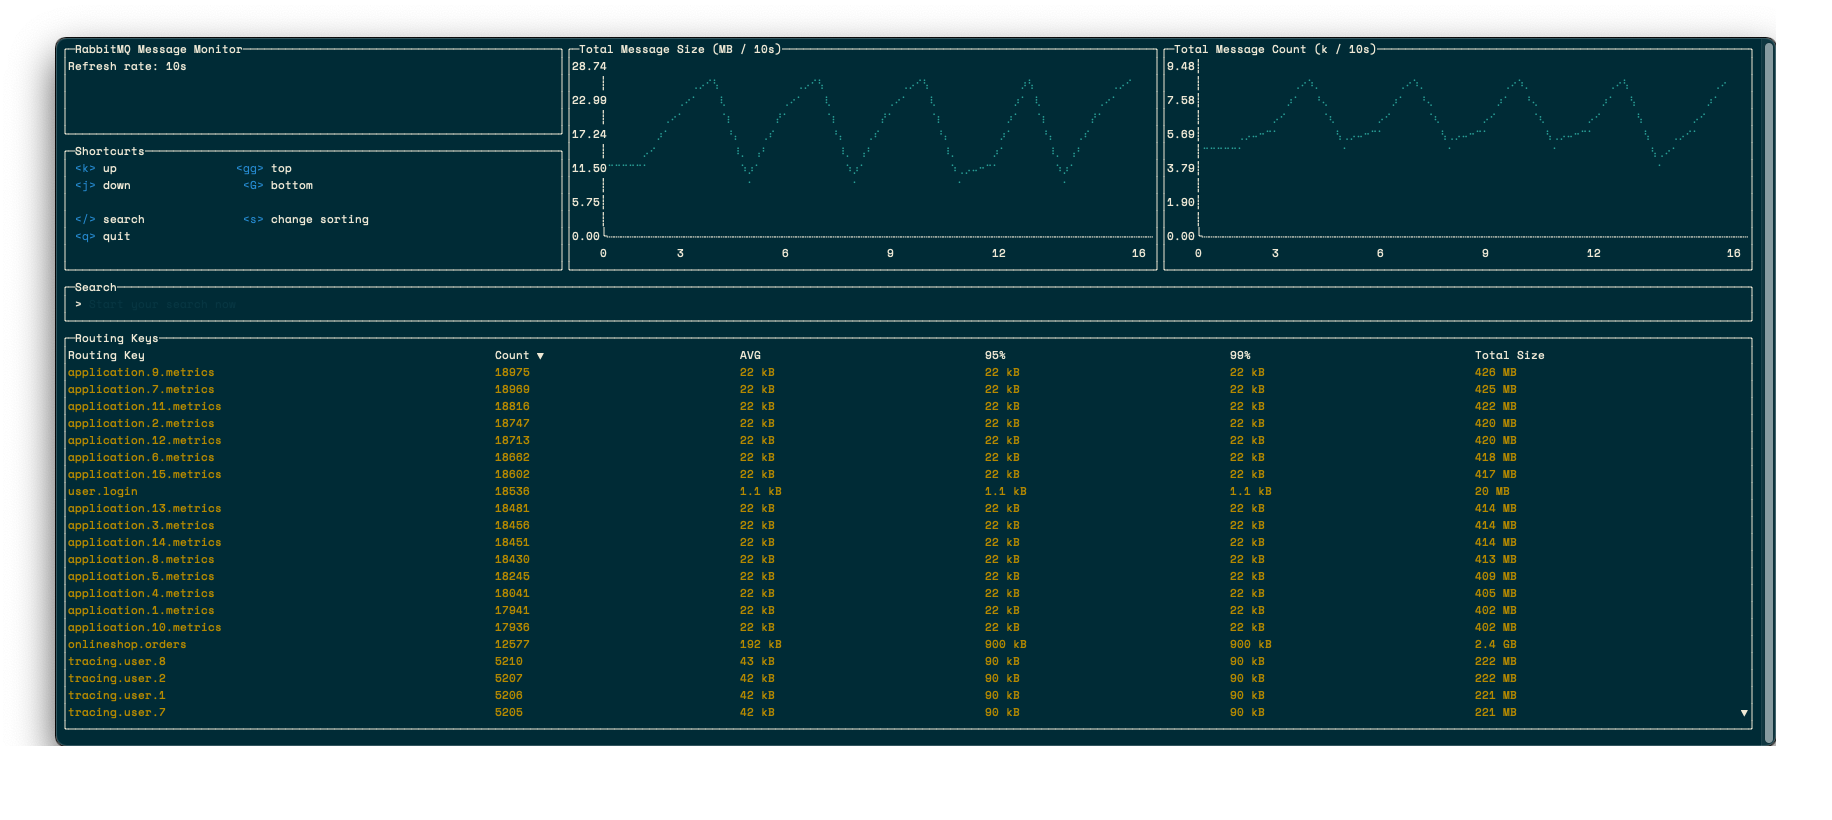 RabbitMQ Message Monitor
Refresh rate: 10s
Shortcurts
<k> up <gg> top
<j> down <G> bottom
</> search <s> change sorting
<q> quit
Total Message Size (MB / 10s)
28.74
22.99
17.24
11.50
5.75
0.00
0 3 6 9 12 16
Total Message Count (k / 10s)
9.48
7.58
5.69
3.79
1.90
0.00
0 3 6 9 12 16
Search
> Start your search now
Routing Keys
Routing Key Count ▼ AVG 95% 99% Total Size
application.9.metrics 18975 22 kB 22 kB 22 kB 426 MB
application.7.metrics 18969 22 kB 22 kB 22 kB 425 MB
application.11.metrics 18816 22 kB 22 kB 22 kB 422 MB
application.2.metrics 18747 22 kB 22 kB 22 kB 420 MB
application.12.metrics 18713 22 kB 22 kB 22 kB 420 MB
application.6.metrics 18662 22 kB 22 kB 22 kB 418 MB
application.15.metrics 18602 22 kB 22 kB 22 kB 417 MB
user.login 18536 1.1 kB 1.1 kB 1.1 kB 20 MB
application.13.metrics 18481 22 kB 22 kB 22 kB 414 MB
application.3.metrics 18456 22 kB 22 kB 22 kB 414 MB
application.14.metrics 18451 22 kB 22 kB 22 kB 414 MB
application.8.metrics 18430 22 kB 22 kB 22 kB 413 MB
application.5.metrics 18245 22 kB 22 kB 22 kB 409 MB
application.4.metrics 18041 22 kB 22 kB 22 kB 405 MB
application.1.metrics 17941 22 kB 22 kB 22 kB 402 MB
application.10.metrics 17936 22 kB 22 kB 22 kB 402 MB
onlineshop.orders 12577 192 kB 900 kB 900 kB 2.4 GB
tracing.user.8 5210 43 kB 90 kB 90 kB 222 MB
tracing.user.2 5207 42 kB 90 kB 90 kB 222 MB
tracing.user.1 5206 42 kB 90 kB 90 kB 221 MB
tracing.user.7 5205 42 kB 90 kB 90 kB 221 MB ▼